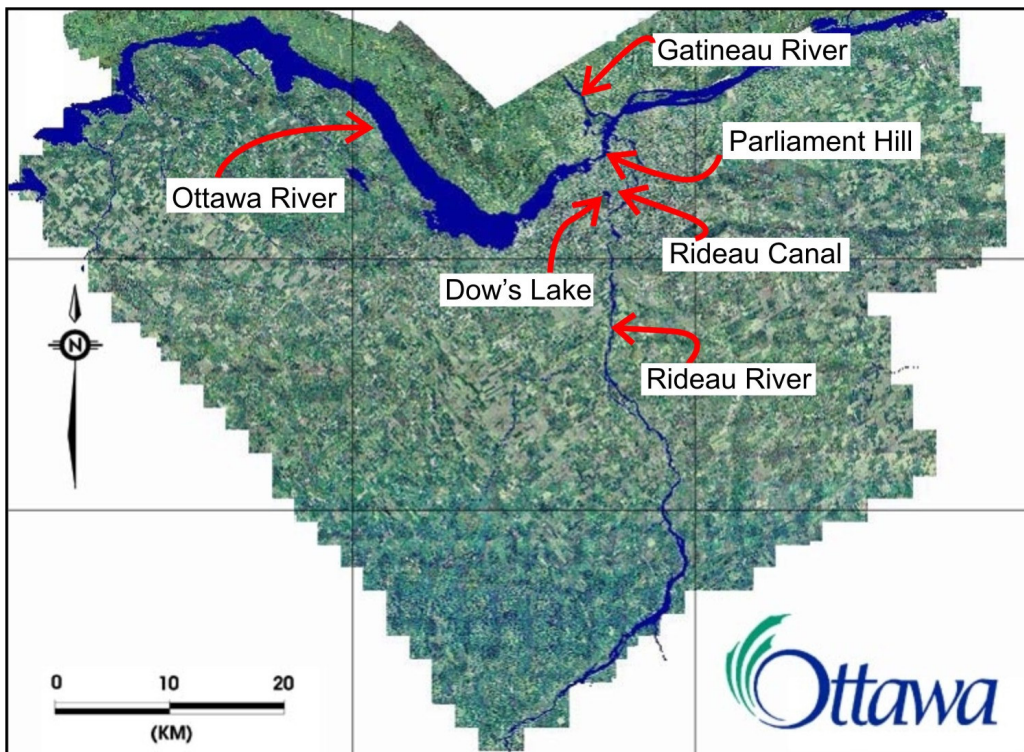 Gatineau River
Parliament Hill
Ottawa River
Rideau Canal
Dow's Lake
N
Rideau River
0 10 20
(KM)
Ottawa